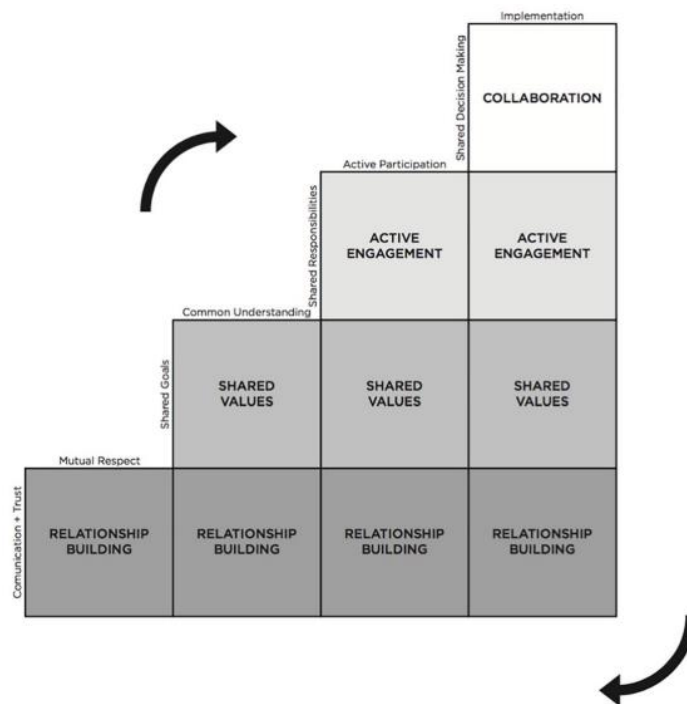 Implementation
Shared Decision Making
COLLABORATION
Active Participation
Shared Responsibilities
ACTIVE
ENGAGEMENT
ACTIVE
ENGAGEMENT
Common Understanding
Shared Goals
SHARED
VALUES
SHARED
VALUES
SHARED
VALUES
Mutual Respect
Comunication + Trust
RELATIONSHIP
BUILDING
RELATIONSHIP
BUILDING
RELATIONSHIP
BUILDING
RELATIONSHIP
BUILDING